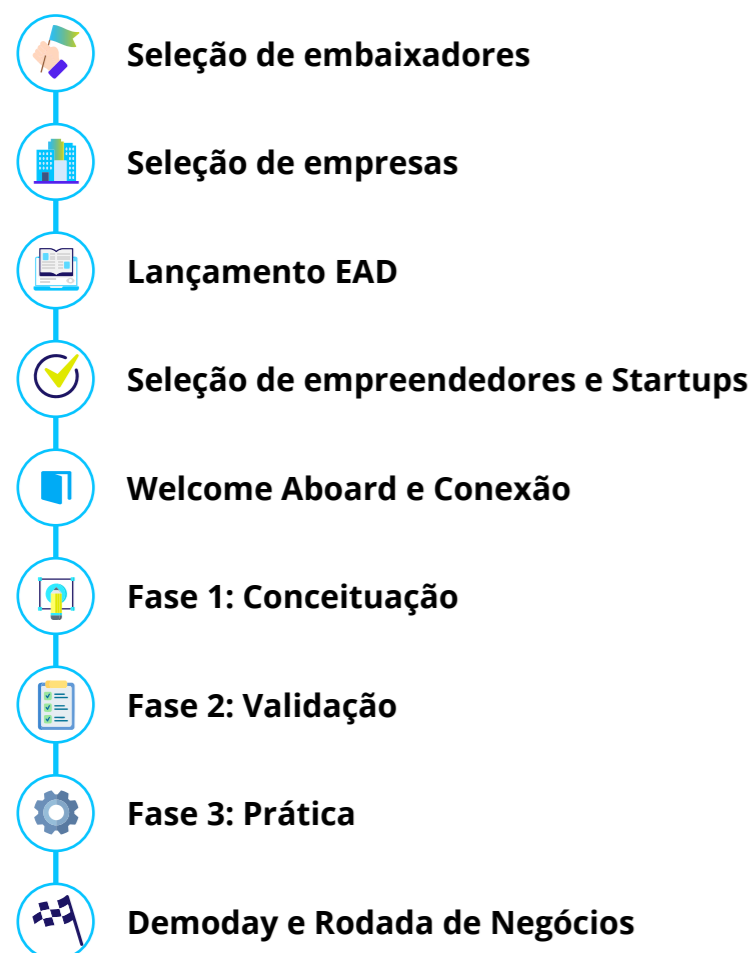 Seleção de embaixadores
Seleção de empresas
Lançamento EAD
Seleção de empreendedores e Startups
Welcome Aboard e Conexão
Fase 1: Conceituação
Fase 2: Validação
Fase 3: Prática
Demoday e Rodada de Negócios